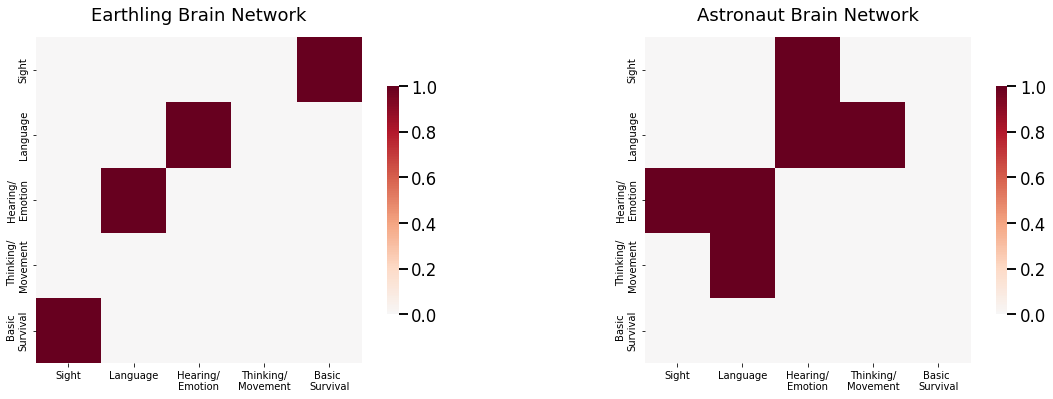 Earthling Brain Network
Sight
Language
Hearing/
Emotion
Thinking/
Movement
Basic
Survival
Sight
Language
Hearing/
Emotion
Thinking/
Movement
Basic
Survival
1.0
0.8
0.6
0.4
0.2
0.0
Astronaut Brain Network
Sight
Language
Hearing/
Emotion
Thinking/
Movement
Basic
Survival
Sight
Language
Hearing/
Emotion
Thinking/
Movement
Basic
Survival
1.0
0.8
0.6
0.4
0.2
0.0